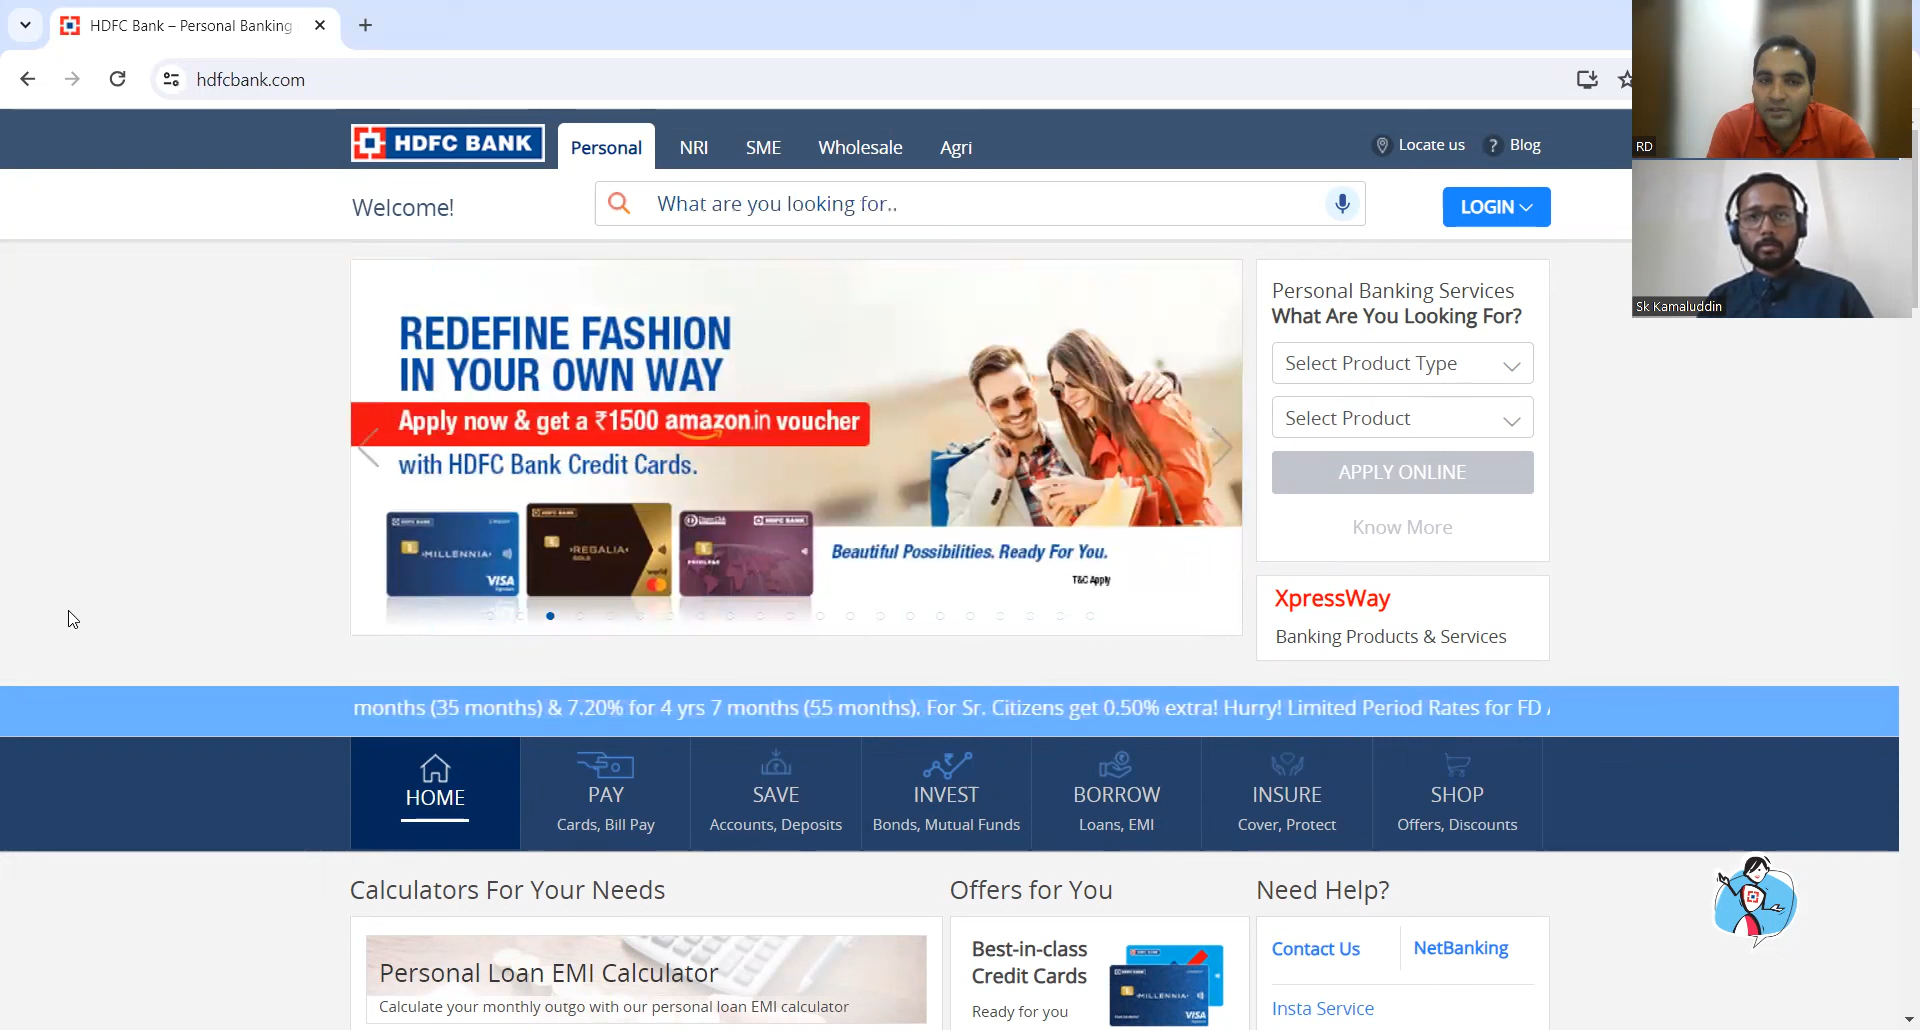 HDFC Bank – Personal Banking
hdfcbank.com
HDFC BANK
Personal NRI SME Wholesale Agri
Locate us ? Blog
RD
Welcome!
What are you looking for..
LOGIN
Sk Kamaluddin
REDEFINE FASHION
IN YOUR OWN WAY
Apply now & get a ₹1500 amazon.in voucher
with HDFC Bank Credit Cards.
MILLENNIA
VISA
HDFC BANK
REGALIA
GOLD
world
HDFC BANK
Beautiful Possibilities. Ready For You.
T&C Apply
Personal Banking Services
What Are You Looking For?
Select Product Type
Select Product
APPLY ONLINE
Know More
XpressWay
Banking Products & Services
months (35 months) & 7.20% for 4 yrs 7 months (55 months). For Sr. Citizens get 0.50% extra! Hurry! Limited Period Rates for FD
HOME
PAY
Cards, Bill Pay
SAVE
Accounts, Deposits
INVEST
Bonds, Mutual Funds
BORROW
Loans, EMI
INSURE
Cover, Protect
SHOP
Offers, Discounts
Calculators For Your Needs
Personal Loan EMI Calculator
Calculate your monthly outgo with our personal loan EMI calculator
Offers for You
Best-in-class
Credit Cards
Ready for you
MILLENNIA
VISA
Need Help?
Contact Us
NetBanking
Insta Service